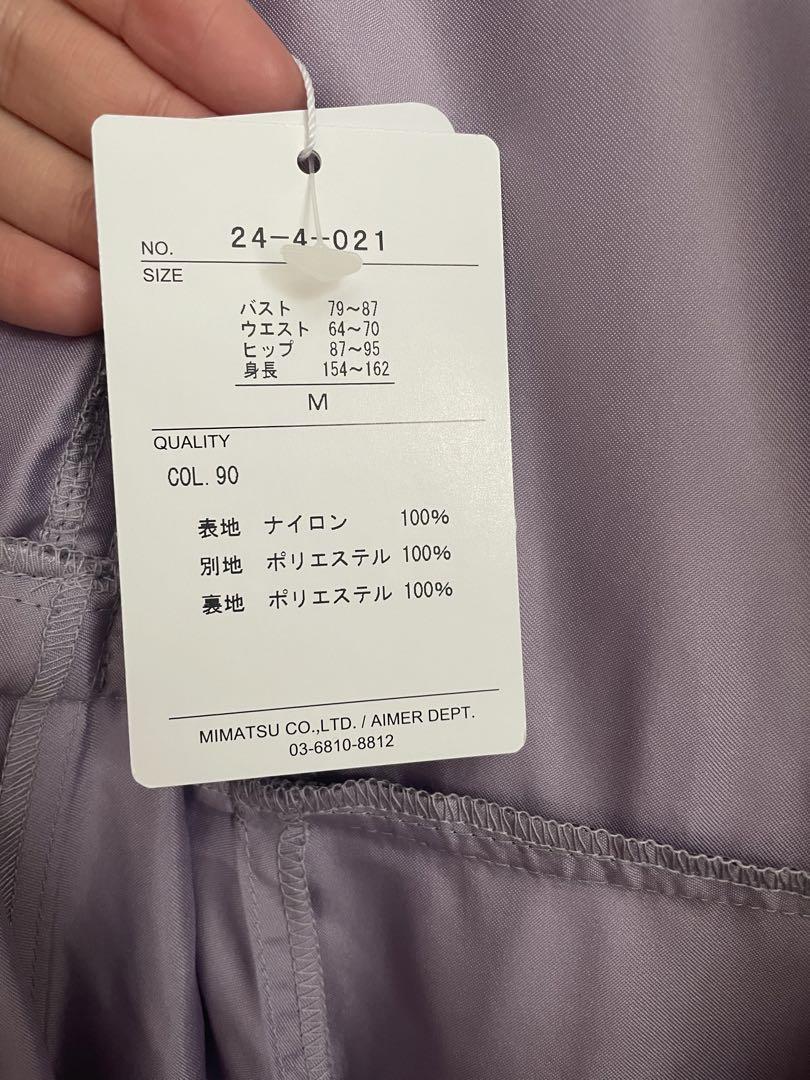 NO. 24-4-021
SIZE
バスト 79～87
ウエスト 64～70
ヒップ 87～95
身長 154～162
M
QUALITY
COL. 90
表地 ナイロン 100%
別地 ポリエステル 100%
裏地 ポリエステル 100%
MIMATSU CO.,LTD. / AIMER DEPT.
03-6810-8812